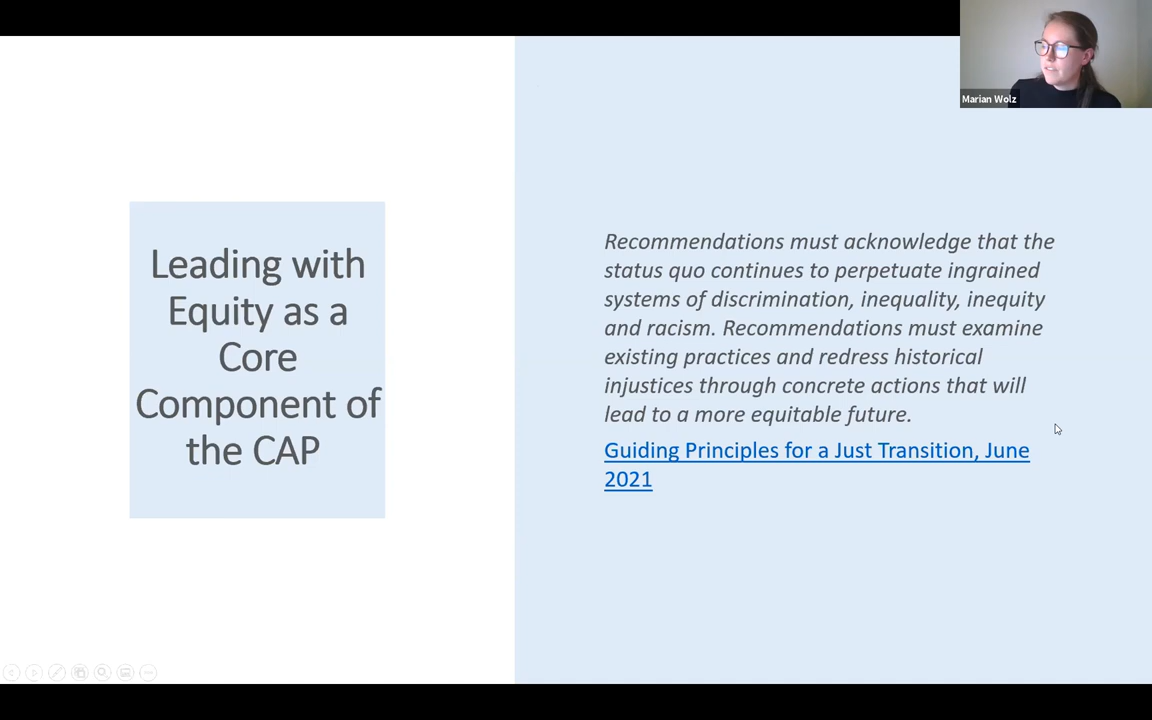 Marian Wolz
Leading with
Equity as a
Core
Component of
the CAP
Recommendations must acknowledge that the
status quo continues to perpetuate ingrained
systems of discrimination, inequality, inequity
and racism. Recommendations must examine
existing practices and redress historical
injustices through concrete actions that will
lead to a more equitable future.
Guiding Principles for a Just Transition, June
2021